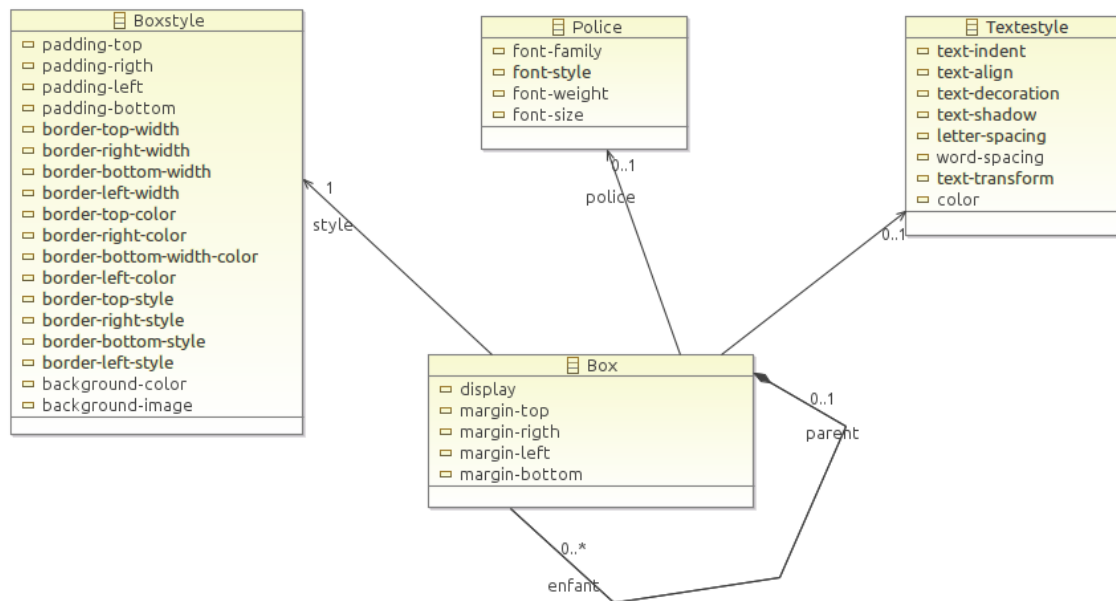 Boxstyle
padding-top
padding-rigth
padding-left
padding-bottom
border-top-width
border-right-width
border-bottom-width
border-left-width
border-top-color
border-right-color
border-bottom-width-color
border-left-color
border-top-style
border-right-style
border-bottom-style
border-left-style
background-color
background-image
Police
font-family
font-style
font-weight
font-size
Textestyle
text-indent
text-align
text-decoration
text-shadow
letter-spacing
word-spacing
text-transform
color
1
style
0..1
police
0..1
Box
display
margin-top
margin-rigth
margin-left
margin-bottom
0..1
parent
0..*
enfant